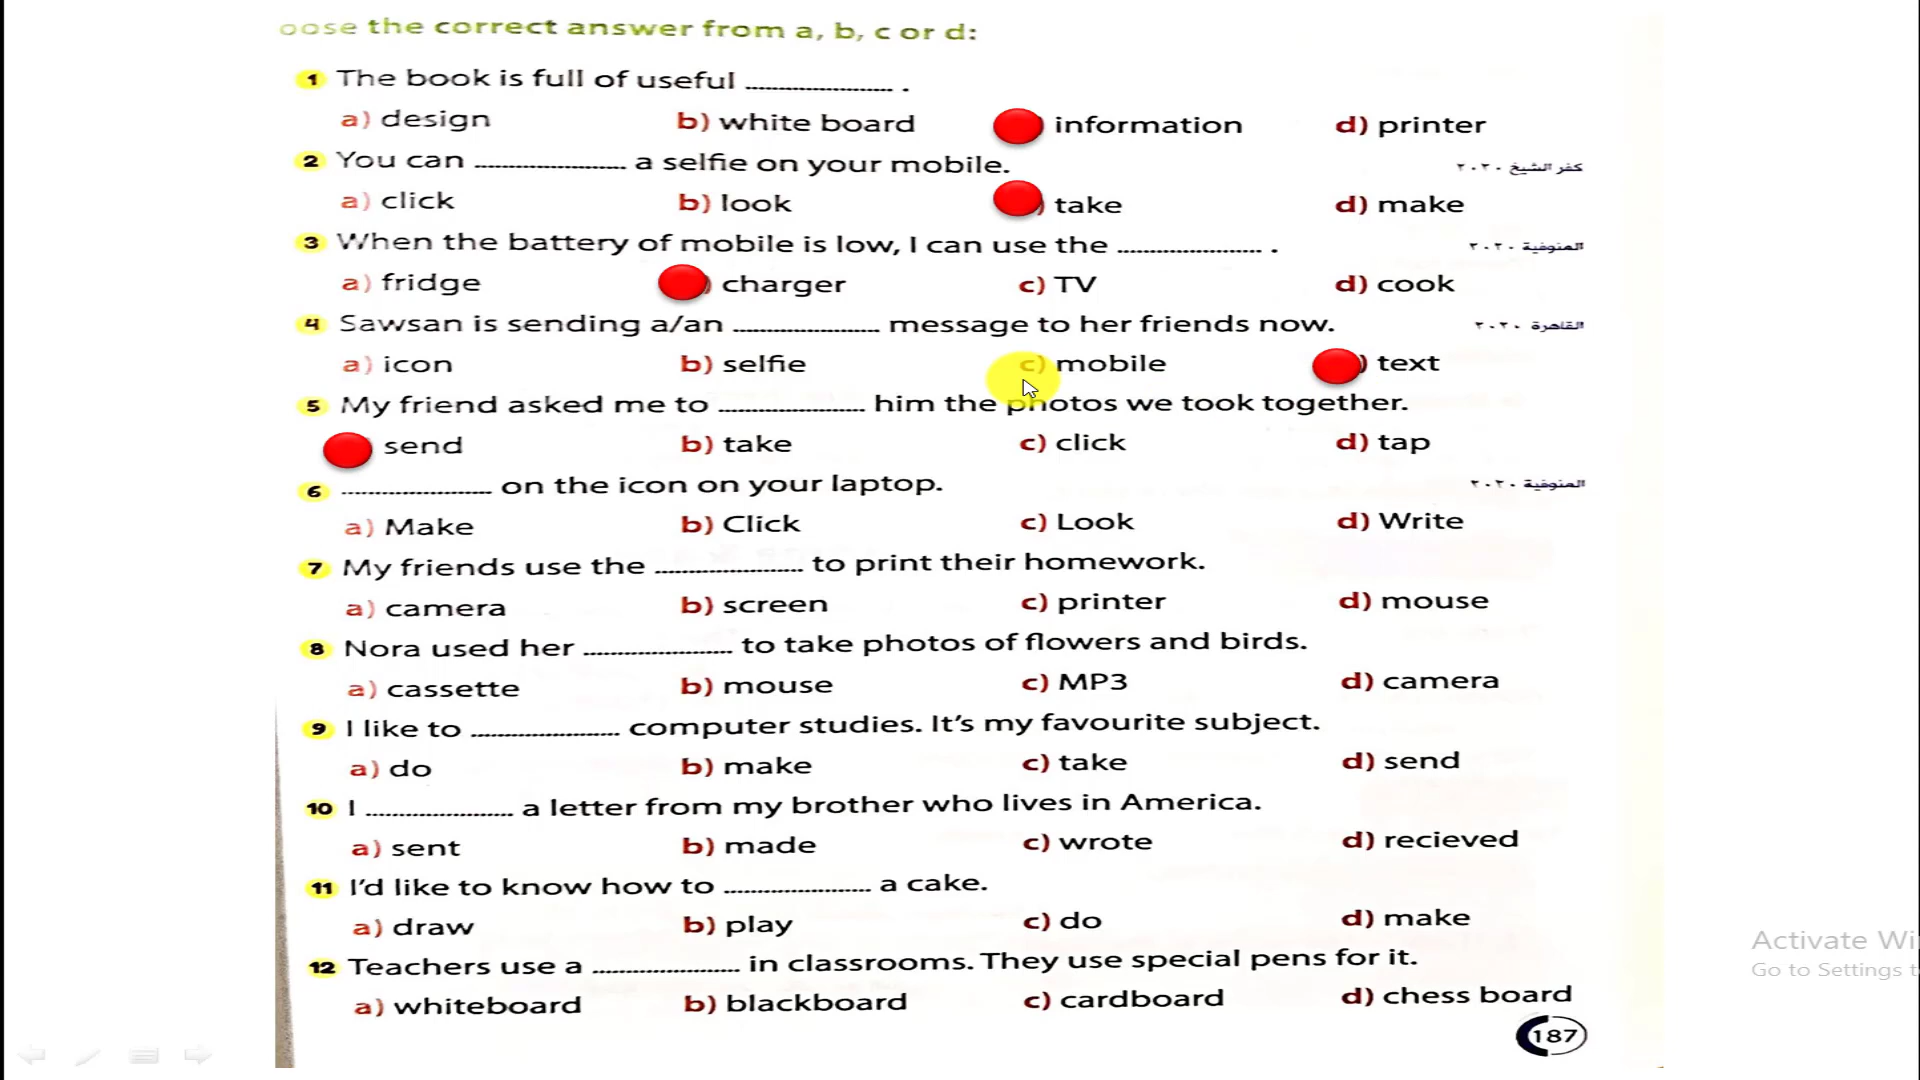 oose the correct answer from a, b, c or d:
1 The book is full of useful ........................ .
a) design b) white board information d) printer
2 You can ........................ a selfie on your mobile. كفر الشيخ ٢٠٢٠
a) click b) look take d) make
3 When the battery of mobile is low, I can use the ........................ . المنوفية ٢٠٢٠
a) fridge ) charger c) TV d) cook
4 Sawsan is sending a/an ........................ message to her friends now. القاهرة ٢٠٢٠
a) icon b) selfie c) mobile ) text
5 My friend asked me to ........................ him the photos we took together.
send b) take c) click d) tap
6 ........................ on the icon on your laptop. المنوفية ٢٠٢٠
a) Make b) Click c) Look d) Write
7 My friends use the ........................ to print their homework.
a) camera b) screen c) printer d) mouse
8 Nora used her ........................ to take photos of flowers and birds.
a) cassette b) mouse c) MP3 d) camera
9 I like to ........................ computer studies. It's my favourite subject.
a) do b) make c) take d) send
10 I ........................ a letter from my brother who lives in America.
a) sent b) made c) wrote d) recieved
11 I'd like to know how to ........................ a cake.
a) draw b) play c) do d) make
12 Teachers use a ........................ in classrooms. They use special pens for it.
a) whiteboard b) blackboard c) cardboard d) chess board
187
Activate Wi
Go to Settings t